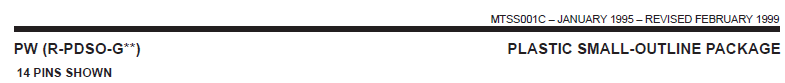 MTSS001C – JANUARY 1995 – REVISED FEBRUARY 1999
PW (R-PDSO-G**) PLASTIC SMALL-OUTLINE PACKAGE
14 PINS SHOWN